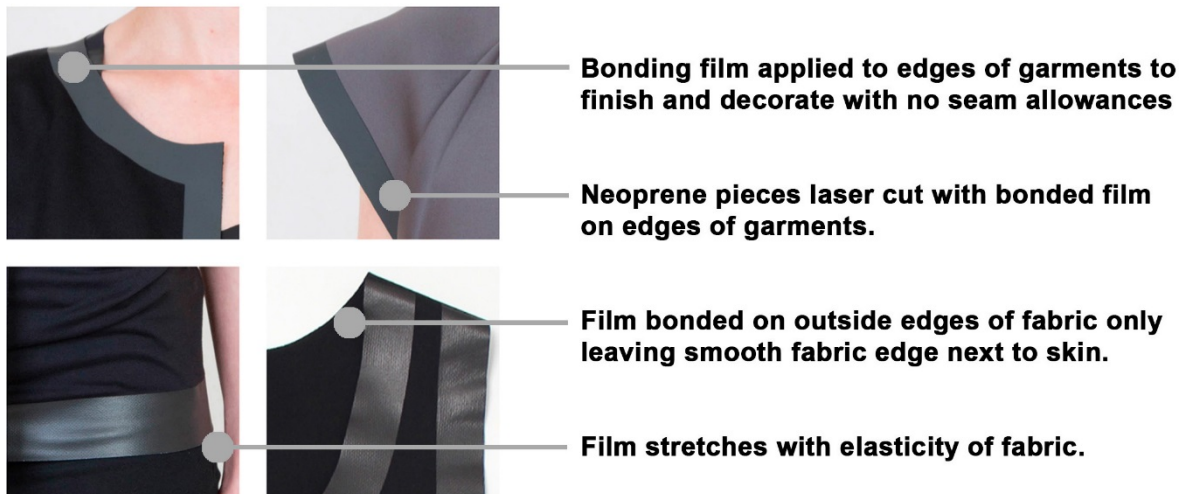 Bonding film applied to edges of garments to
finish and decorate with no seam allowances
Neoprene pieces laser cut with bonded film
on edges of garments.
Film bonded on outside edges of fabric only
leaving smooth fabric edge next to skin.
Film stretches with elasticity of fabric.